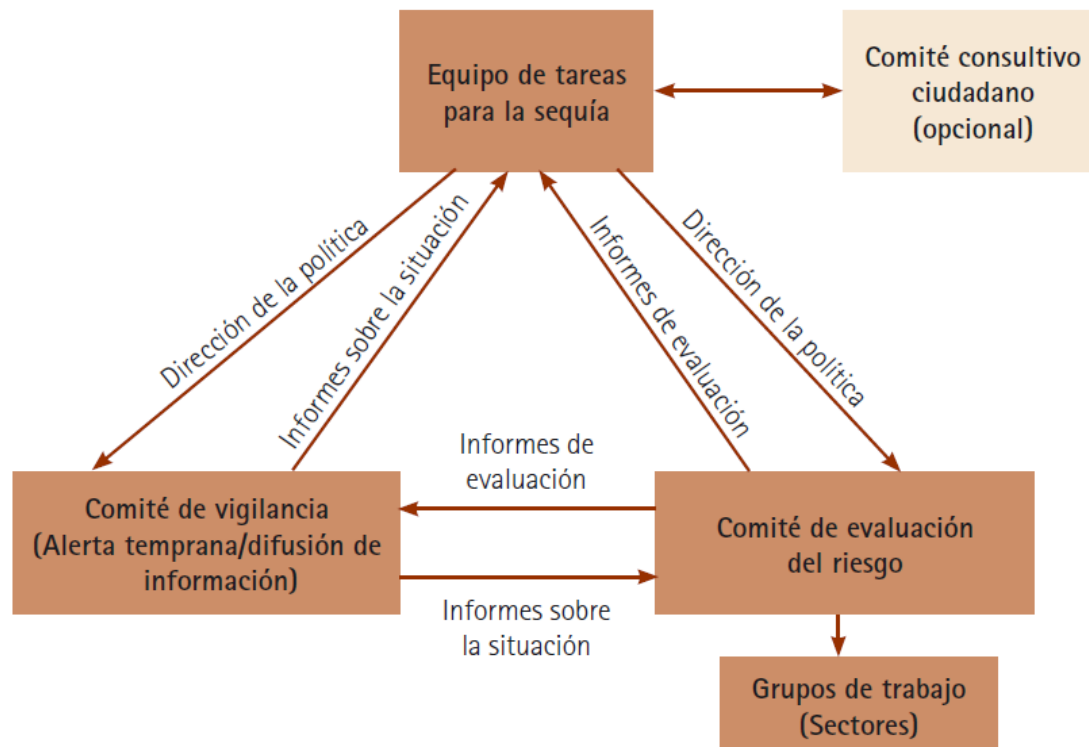 Equipo de tareas
para la sequía
Comité consultivo
ciudadano
(opcional)
Dirección de la política
Informes sobre la situación
Informes de evaluación
Dirección de la política
Informes de
evaluación
Comité de vigilancia
(Alerta temprana/difusión de
información)
Comité de evaluación
del riesgo
Informes sobre
la situación
Grupos de trabajo
(Sectores)